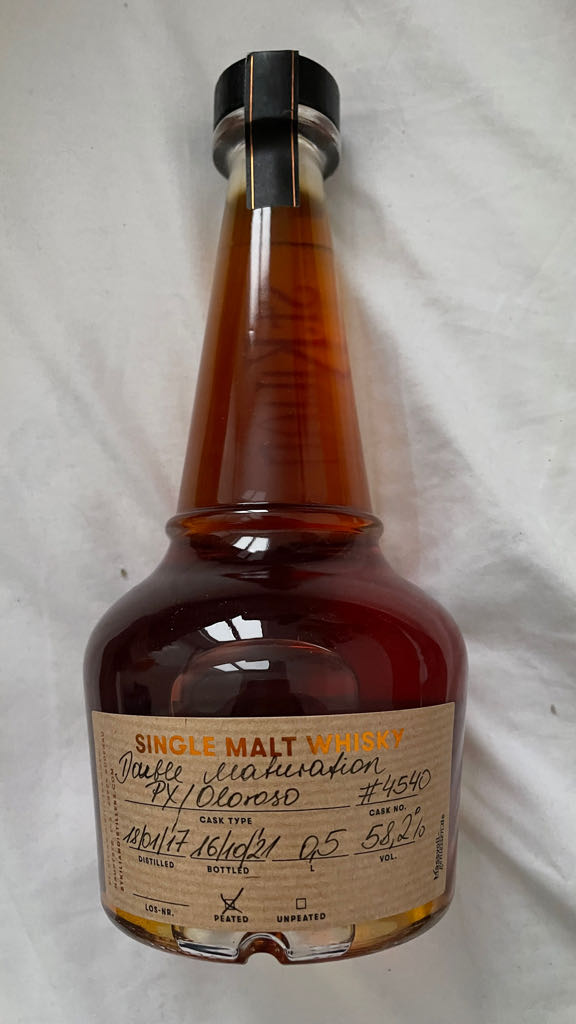 SINGLE MALT WHISKY
Double Maturation
PX/Oloroso #4540
CASK TYPE CASK NO.
18/01/17 16/10/21 0,5 58,2%
DISTILLED BOTTLED L VOL.
LOS-NR. PEATED UNPEATED